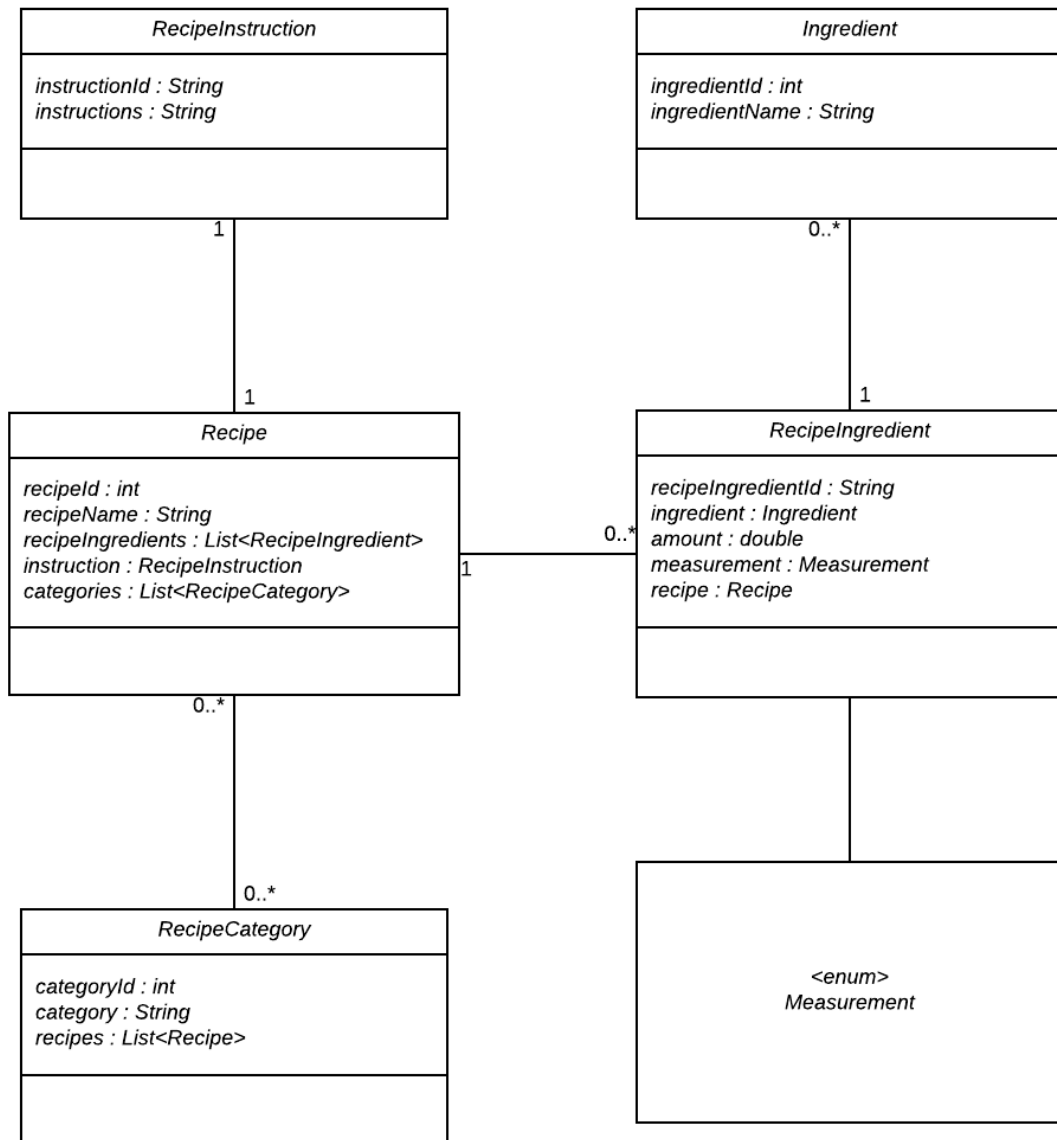 RecipeInstruction
instructionId : String
instructions : String
1
1
Ingredient
ingredientId : int
ingredientName : String
0..*
1
Recipe
recipeId : int
recipeName : String
recipeIngredients : List<RecipeIngredient>
instruction : RecipeInstruction
categories : List<RecipeCategory>
1
0..*
RecipeIngredient
recipeIngredientId : String
ingredient : Ingredient
amount : double
measurement : Measurement
recipe : Recipe
0..*
0..*
RecipeCategory
categoryId : int
category : String
recipes : List<Recipe>
<enum>
Measurement